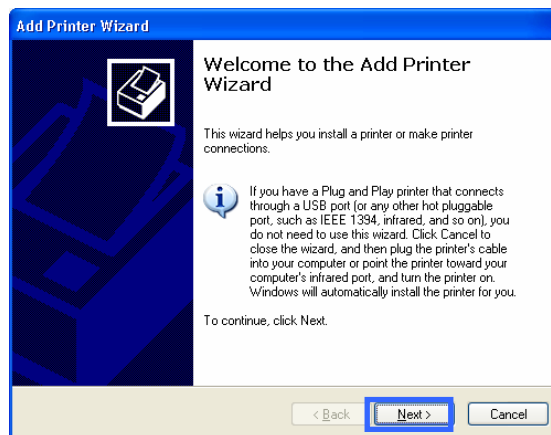 Add Printer Wizard
Welcome to the Add Printer
Wizard
This wizard helps you install a printer or make printer
connections.
If you have a Plug and Play printer that connects
through a USB port (or any other hot pluggable
port, such as IEEE 1394, infrared, and so on), you
do not need to use this wizard. Click Cancel to
close the wizard, and then plug the printer's cable
into your computer or point the printer toward your
computer's infrared port, and turn the printer on.
Windows will automatically install the printer for you.
To continue, click Next.
< Back Next > Cancel